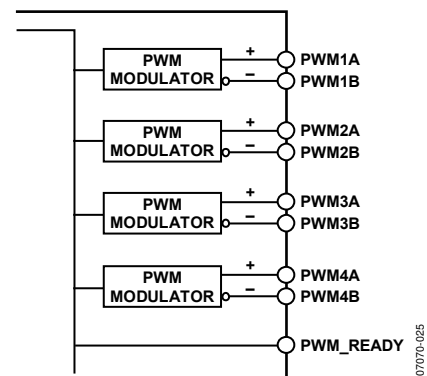 PWM
MODULATOR
+
−
PWM1A
PWM1B
PWM
MODULATOR
+
−
PWM2A
PWM2B
PWM
MODULATOR
+
−
PWM3A
PWM3B
PWM
MODULATOR
+
−
PWM4A
PWM4B
PWM_READY
07070-025